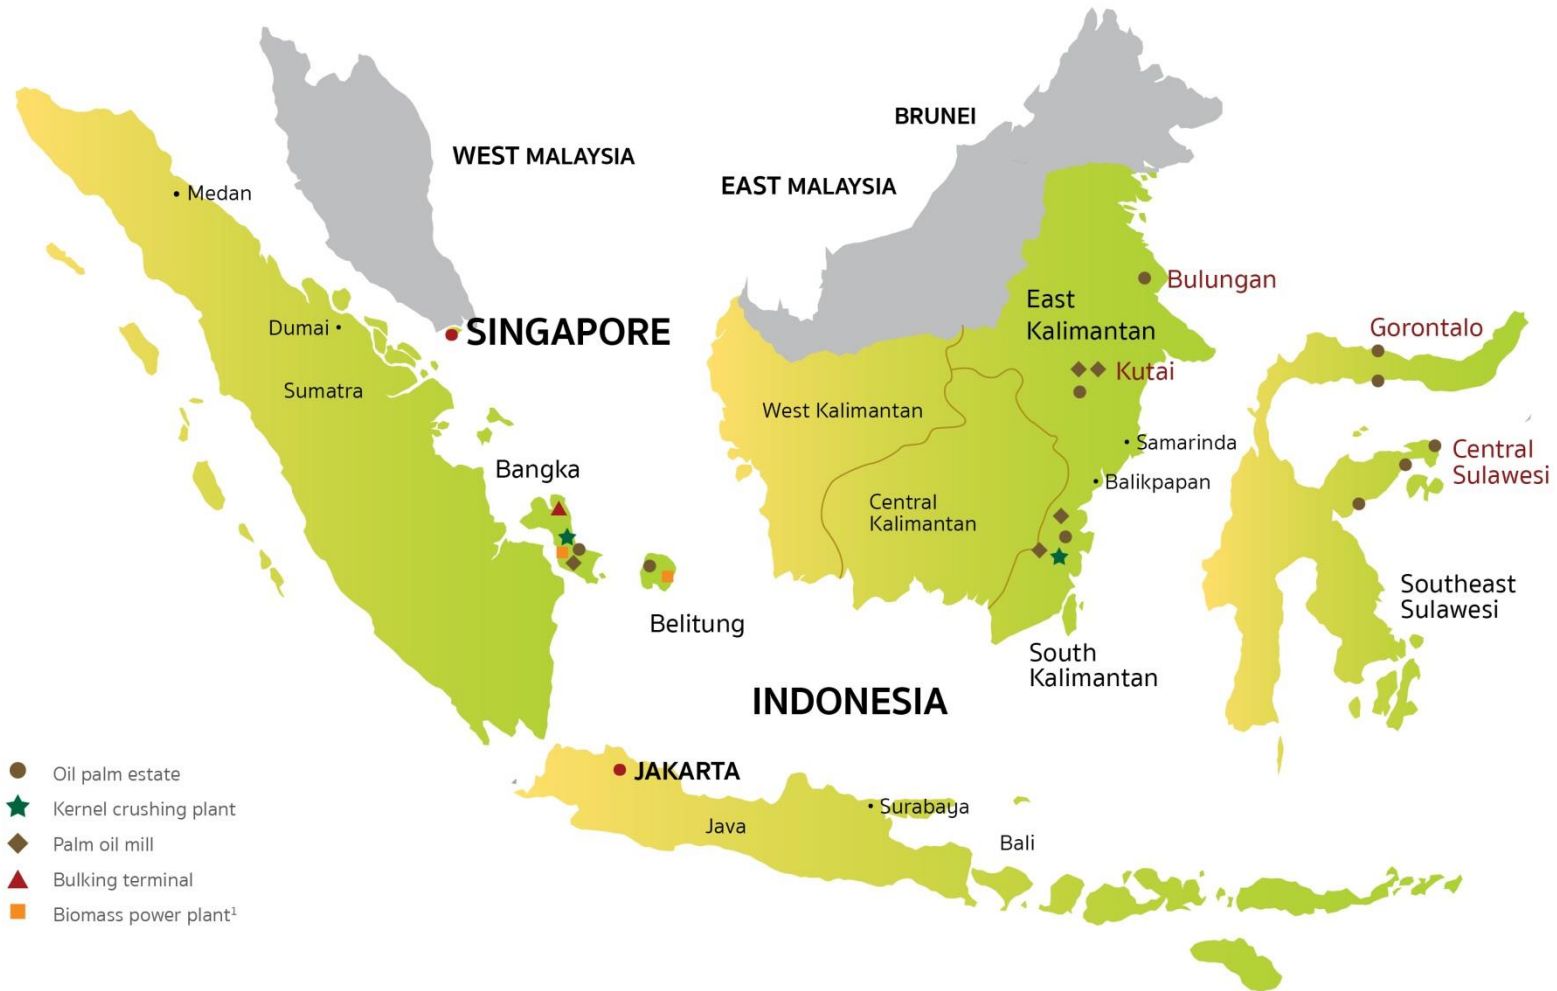 BRUNEI
WEST MALAYSIA
EAST MALAYSIA
Medan
Bulungan
East
Kalimantan
Dumai
SINGAPORE
Gorontalo
Kutai
Sumatra
West Kalimantan
Samarinda
Central
Sulawesi
Bangka
Balikpapan
Central
Kalimantan
Southeast
Sulawesi
Belitung
South
Kalimantan
INDONESIA
JAKARTA
Surabaya
Java
Bali
Oil palm estate
Kernel crushing plant
Palm oil mill
Bulking terminal
Biomass power plant¹